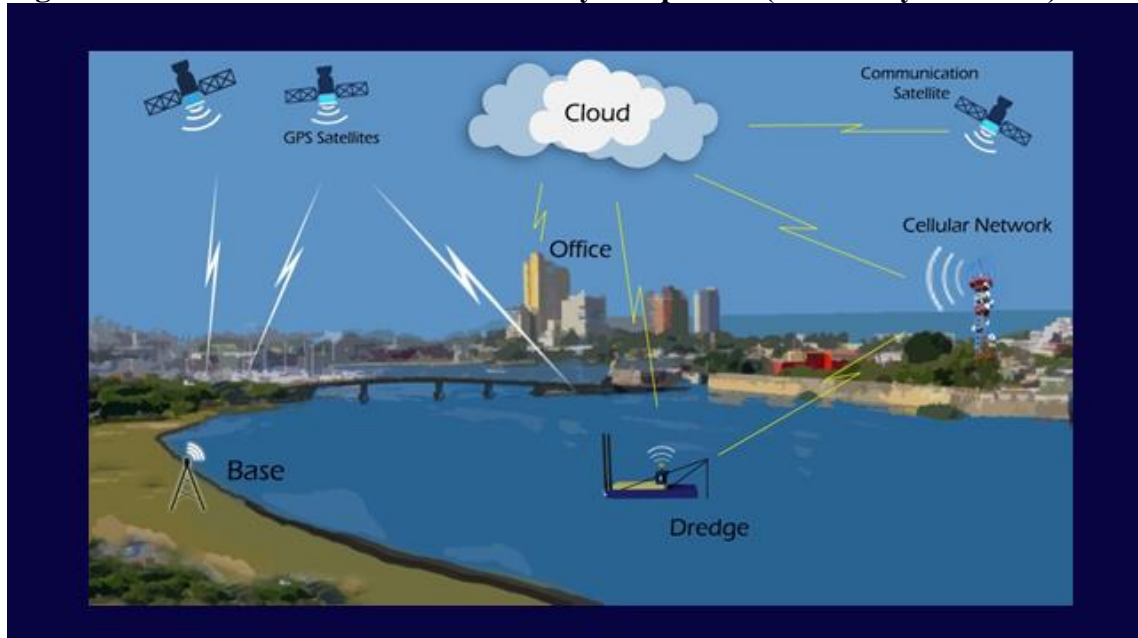 GPS Satellites
Cloud
Communication
Satellite
Office
Cellular Network
Base
Dredge